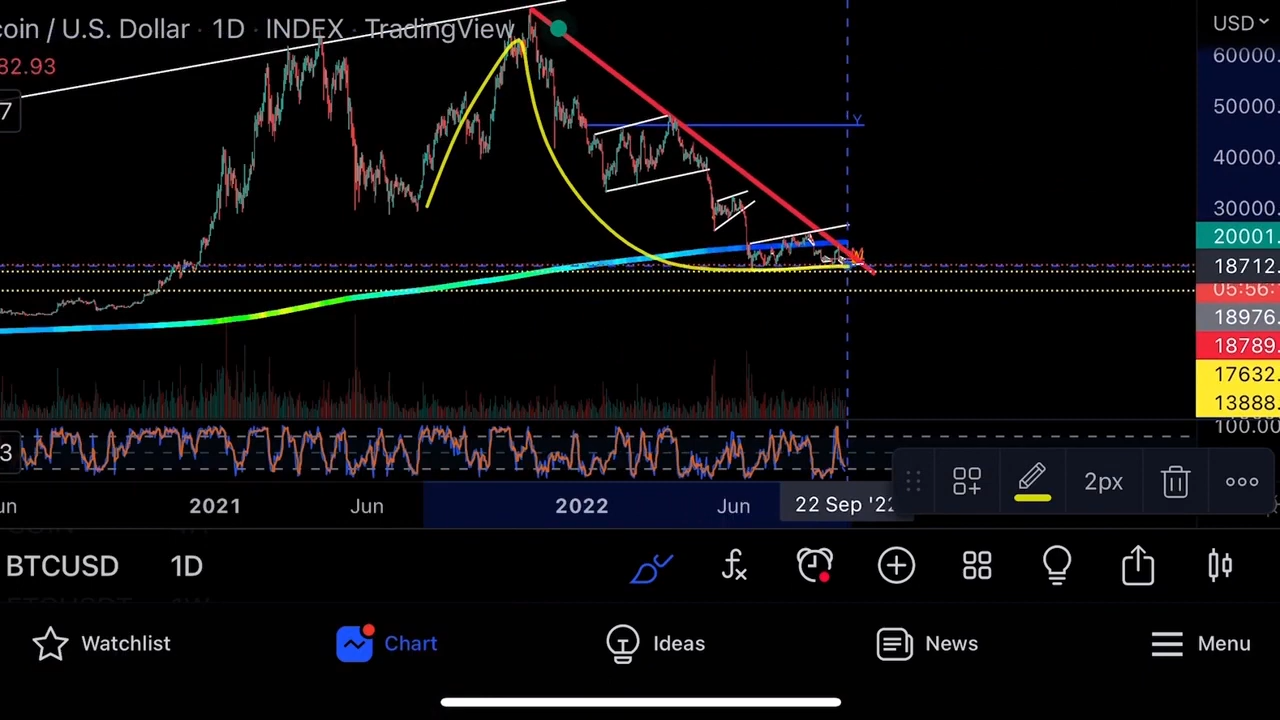 coin / U.S. Dollar · 1D · INDEX · TradingView
USD
82.93
60000.
7
50000.
Y
40000.
30000.
20001.
18712.
05:56:
18976.
18789.
17632.
13888.
100.00
3
2px
un
2021
Jun
2022
Jun
22 Sep '22
BTCUSD
1D
Watchlist
Chart
Ideas
News
Menu